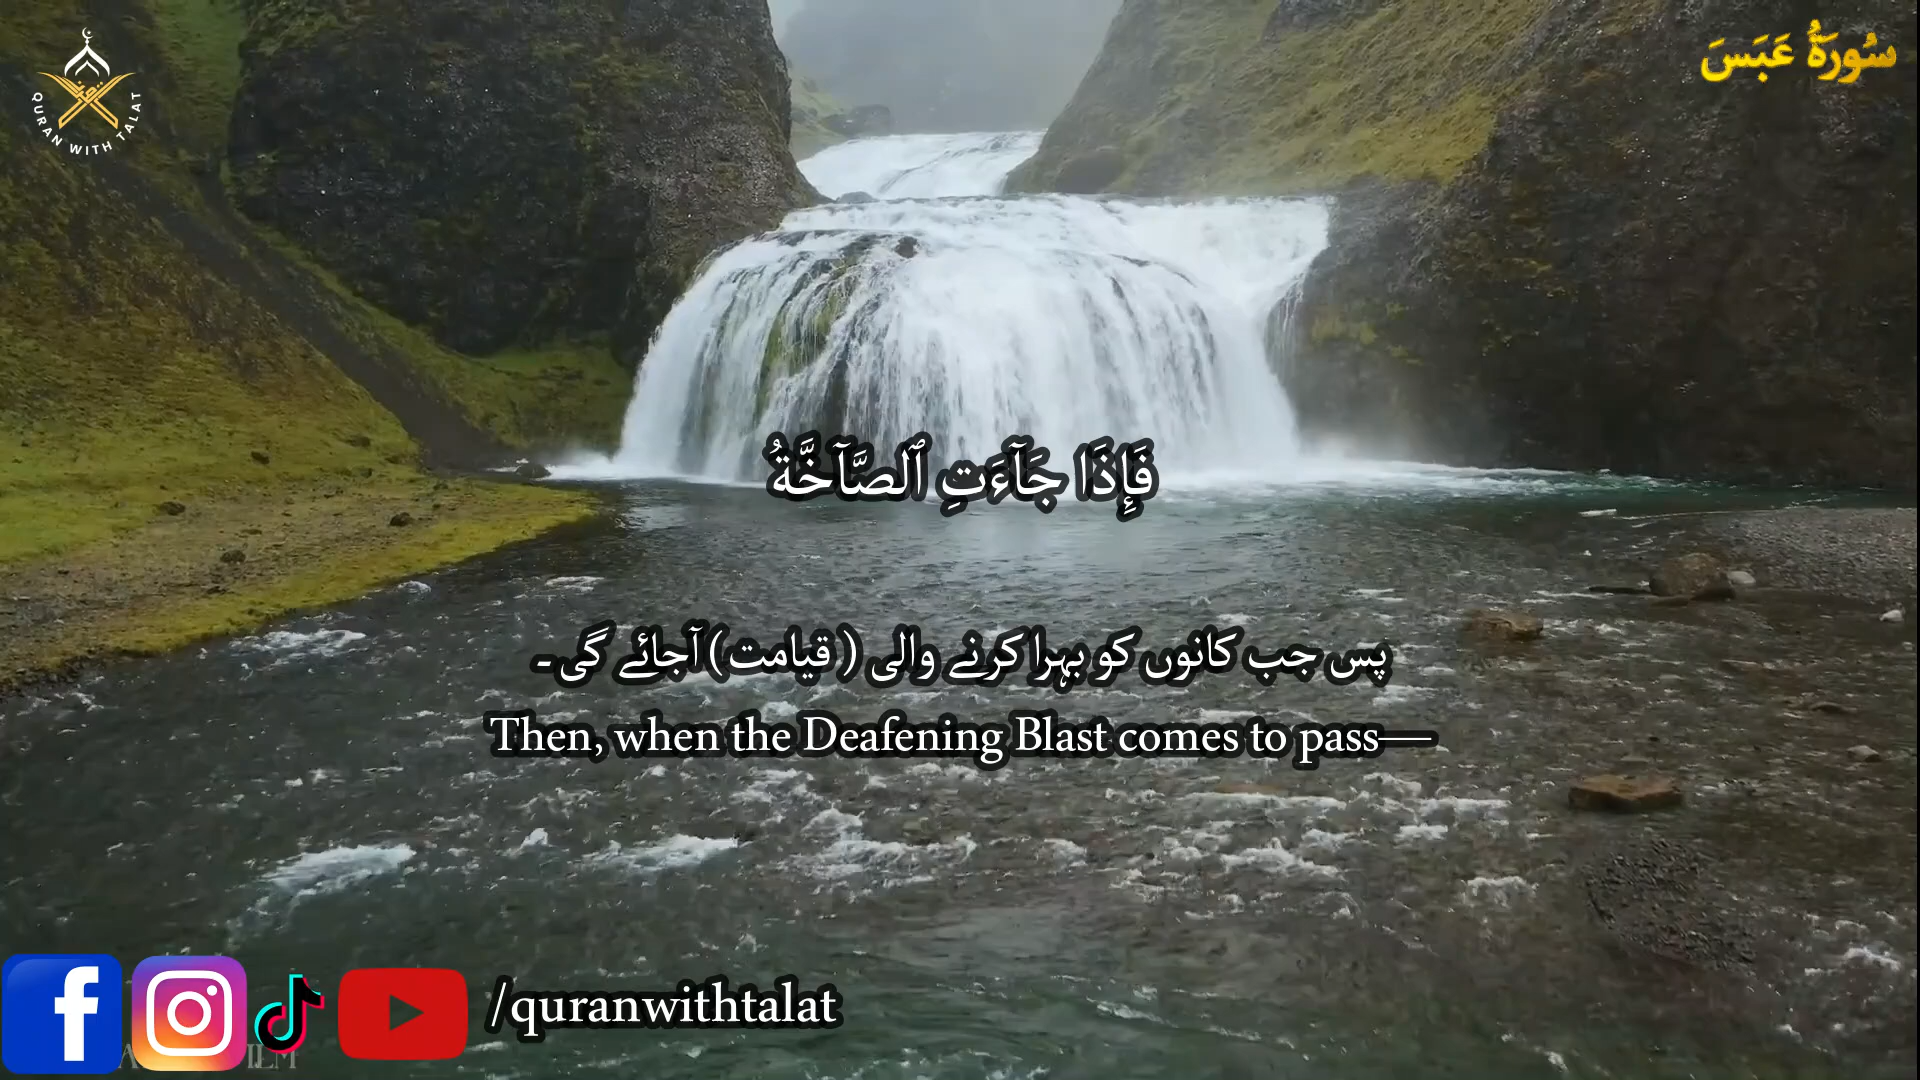 QURAN WITH TALAT
سُورَةُ عَبَسَ
فَإِذَا جَآءَتِ ٱلصَّآخَّةُ
پس جب کانوں کو بہرا کرنے والی ( قیامت) آجائے گی۔
Then, when the Deafening Blast comes to pass—
/quranwithtalat